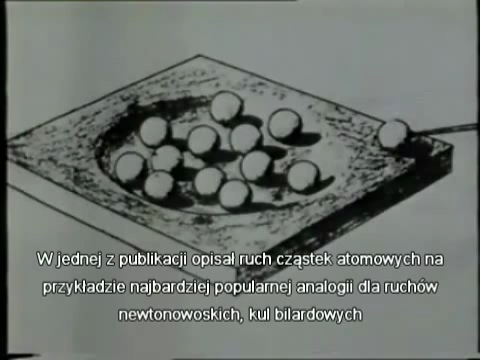 W jednej z publikacji opisał ruch cząstek atomowych na
przykładzie najbardziej popularnej analogii dla ruchów
newtonowoskich, kul bilardowych